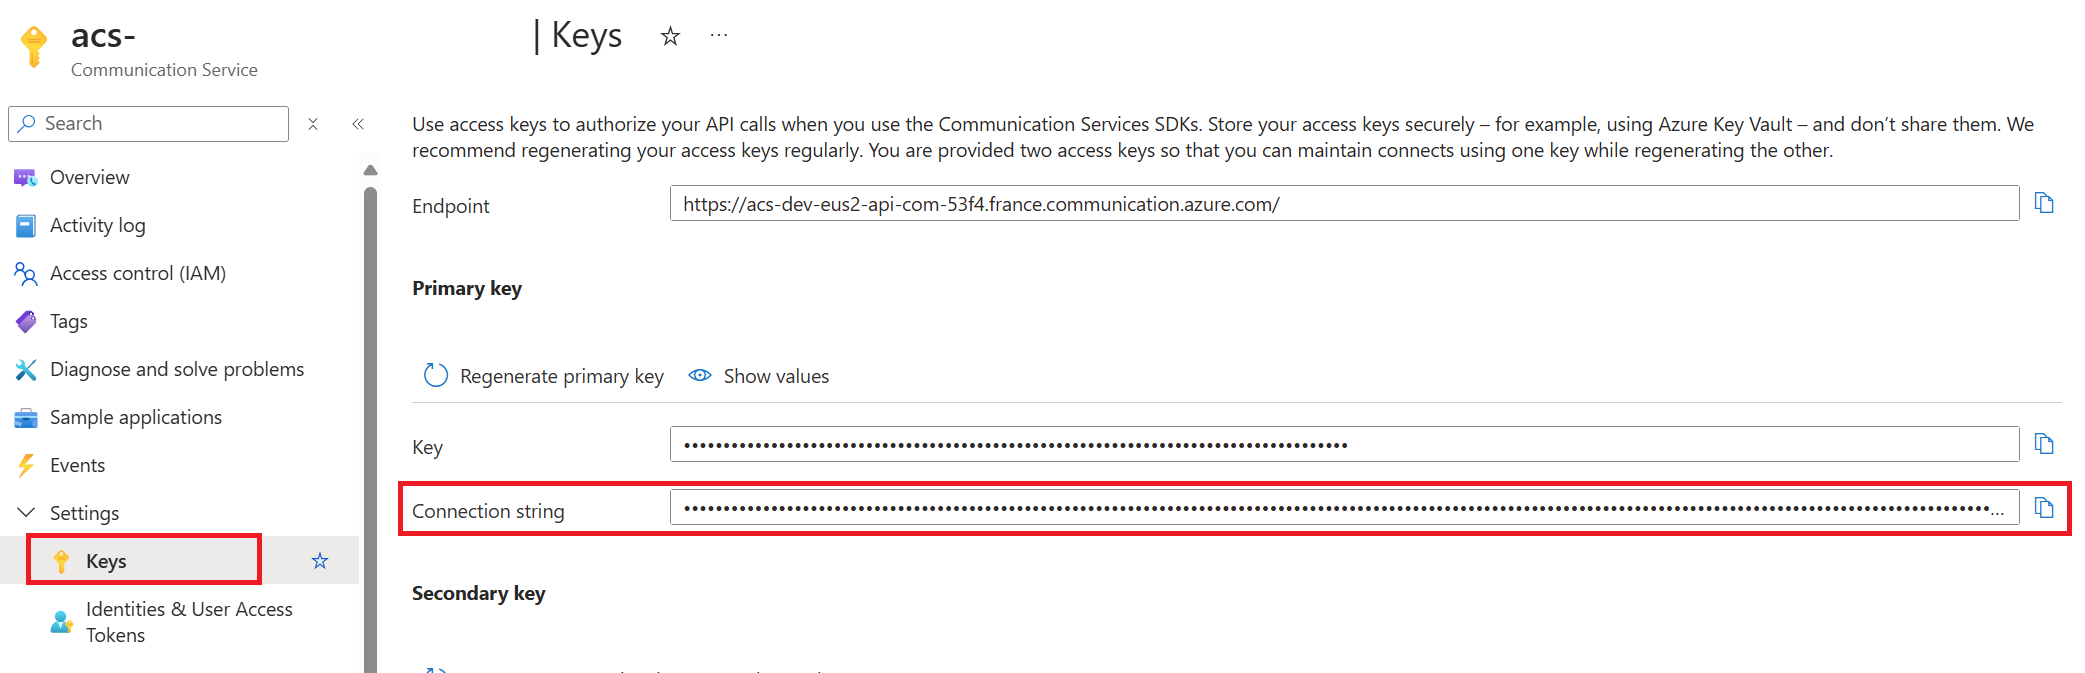 acs- | Keys
Communication Service
Search
Overview
Activity log
Access control (IAM)
Tags
Diagnose and solve problems
Sample applications
Events
Settings
Keys
Identities & User Access
Tokens
Use access keys to authorize your API calls when you use the Communication Services SDKs. Store your access keys securely – for example, using Azure Key Vault – and don’t share them. We
recommend regenerating your access keys regularly. You are provided two access keys so that you can maintain connects using one key while regenerating the other.
Endpoint
https://acs-dev-eus2-api-com-53f4.france.communication.azure.com/
Primary key
Regenerate primary key Show values
Key
Connection string
Secondary key